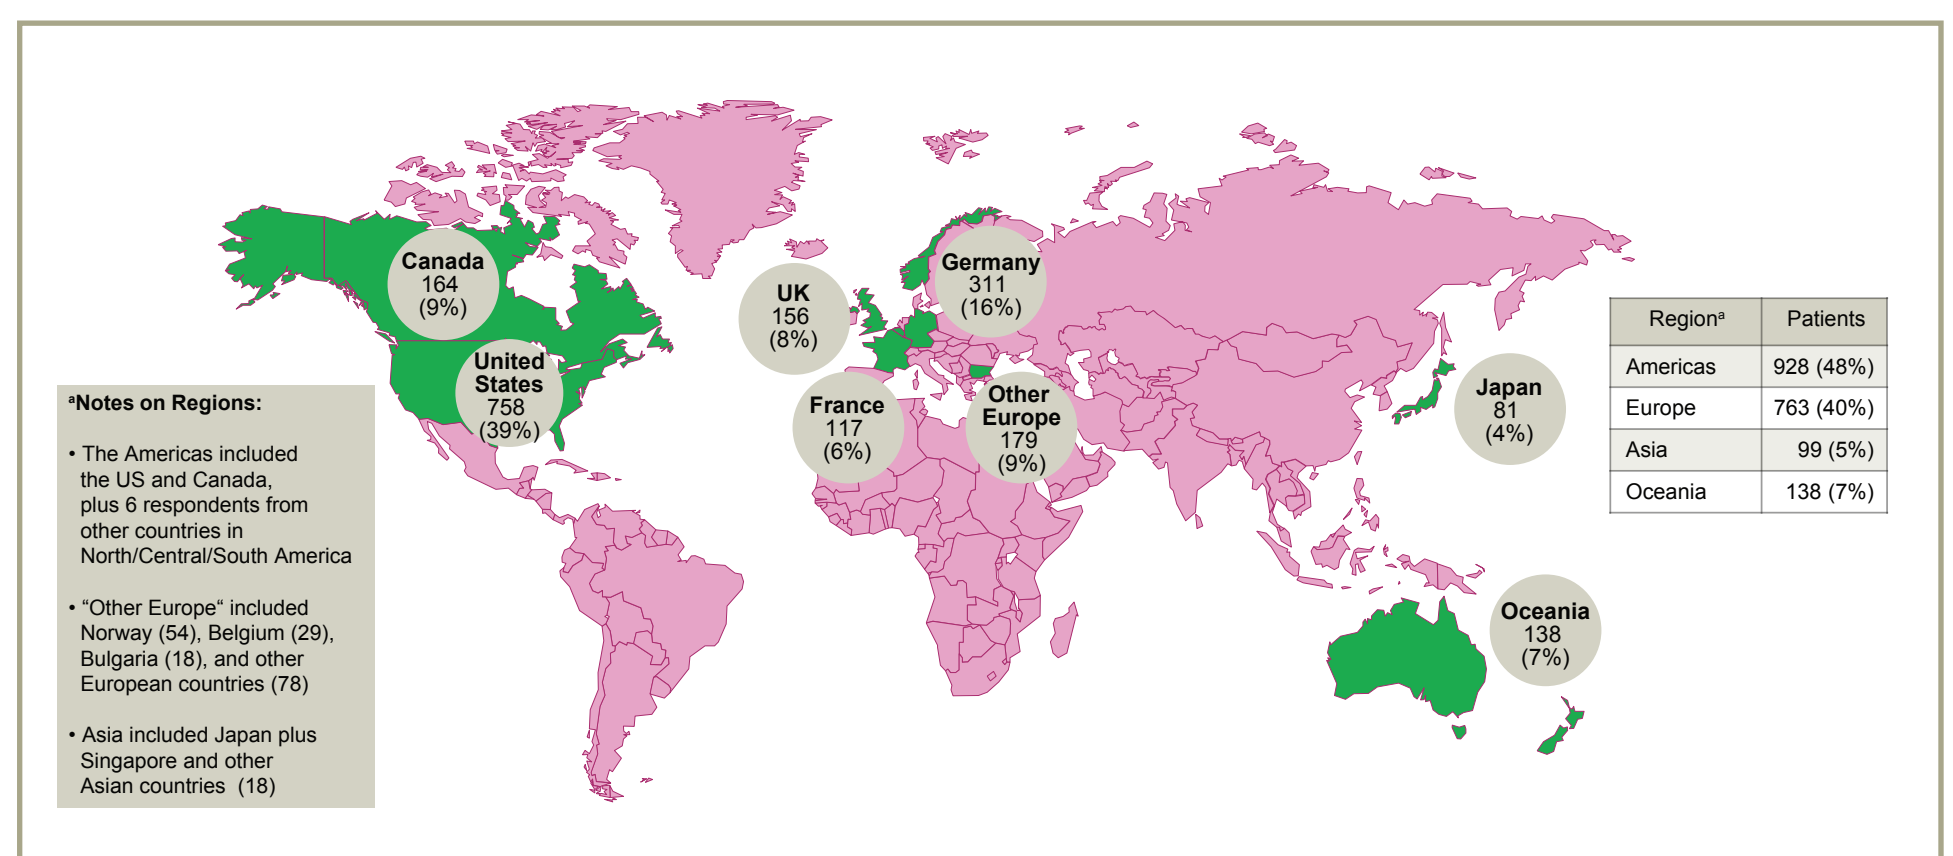 Canada
164
(9%)
United
States
758
(39%)
UK
156
(8%)
Germany
311
(16%)
France
117
(6%)
Other
Europe
179
(9%)
Japan
81
(4%)
Oceania
138
(7%)
Regionᵃ Patients
Americas 928 (48%)
Europe 763 (40%)
Asia 99 (5%)
Oceania 138 (7%)
ᵃNotes on Regions:
• The Americas included
the US and Canada,
plus 6 respondents from
other countries in
North/Central/South America
• “Other Europe“ included
Norway (54), Belgium (29),
Bulgaria (18), and other
European countries (78)
• Asia included Japan plus
Singapore and other
Asian countries (18)